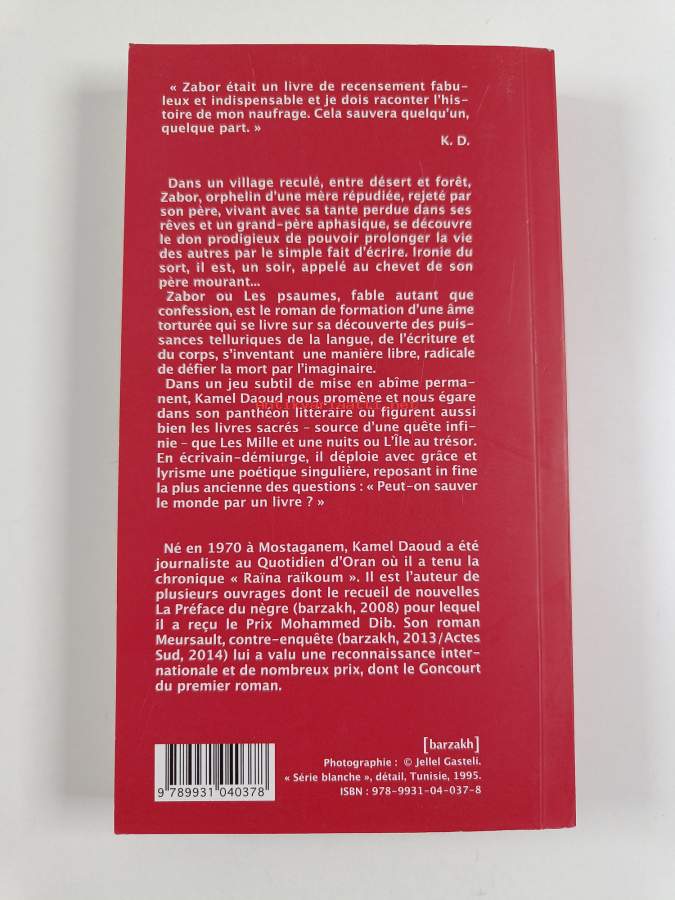 « Zabor était un livre de recensement fabu-
leux et indispensable et je dois raconter l'his-
toire de mon naufrage. Cela sauvera quelqu'un,
quelque part. »
K. D.
Dans un village reculé, entre désert et forêt,
Zabor, orphelin d'une mère répudiée, rejeté par
son père, vivant avec sa tante perdue dans ses
rêves et un grand-père aphasique, se découvre
le don prodigieux de pouvoir prolonger la vie
des autres par le simple fait d'écrire. Ironie du
sort, il est, un soir, appelé au chevet de son
père mourant...
Zabor ou Les psaumes, fable autant que
confession, est le roman de formation d'une âme
torturée qui se livre sur sa découverte des puis-
sances telluriques de la langue, de l'écriture et
du corps, s'inventant une manière libre, radicale
de défier la mort par l'imaginaire.
Dans un jeu subtil de mise en abîme perma-
nent, Kamel Daoud nous promène et nous égare
dans son panthéon littéraire où figurent aussi
bien les livres sacrés – source d'une quête infi-
nie – que Les Mille et une nuits ou L'Île au trésor.
En écrivain-démiurge, il déploie avec grâce et
lyrisme une poétique singulière, reposant in fine
la plus ancienne des questions : « Peut-on sauver
le monde par un livre ? »
Né en 1970 à Mostaganem, Kamel Daoud a été
journaliste au Quotidien d'Oran où il a tenu la
chronique « Raïna raïkoum ». Il est l'auteur de
plusieurs ouvrages dont le recueil de nouvelles
La Préface du nègre (barzakh, 2008) pour lequel
il a reçu le Prix Mohammed Dib. Son roman
Meursault, contre-enquête (barzakh, 2013/Actes
Sud, 2014) lui a valu une reconnaissance inter-
nationale et de nombreux prix, dont le Goncourt
du premier roman.
[barzakh]
Photographie : © Jellel Gasteli.
« Série blanche », détail, Tunisie, 1995.
ISBN : 978-9931-04-037-8
9 789931 040378